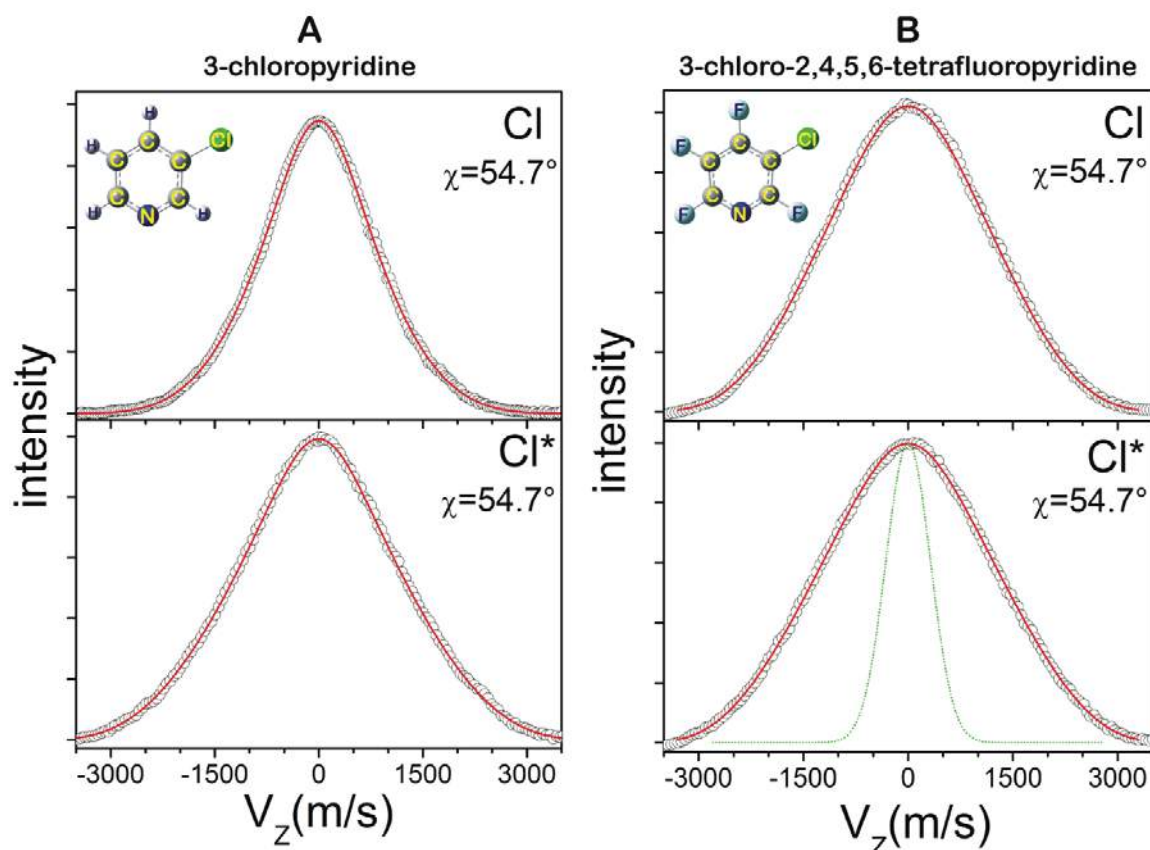 A
3-chloropyridine
B
3-chloro-2,4,5,6-tetrafluoropyridine
H
H
Cl
C
C
C
C
C
H
N
H
Cl
χ=54.7°
Cl*
χ=54.7°
intensity
-3000 -1500 0 1500 3000
V_Z(m/s)
F
F
Cl
C
C
C
C
C
F
N
F
Cl
χ=54.7°
Cl*
χ=54.7°
intensity
-3000 -1500 0 1500 3000
V_Z(m/s)